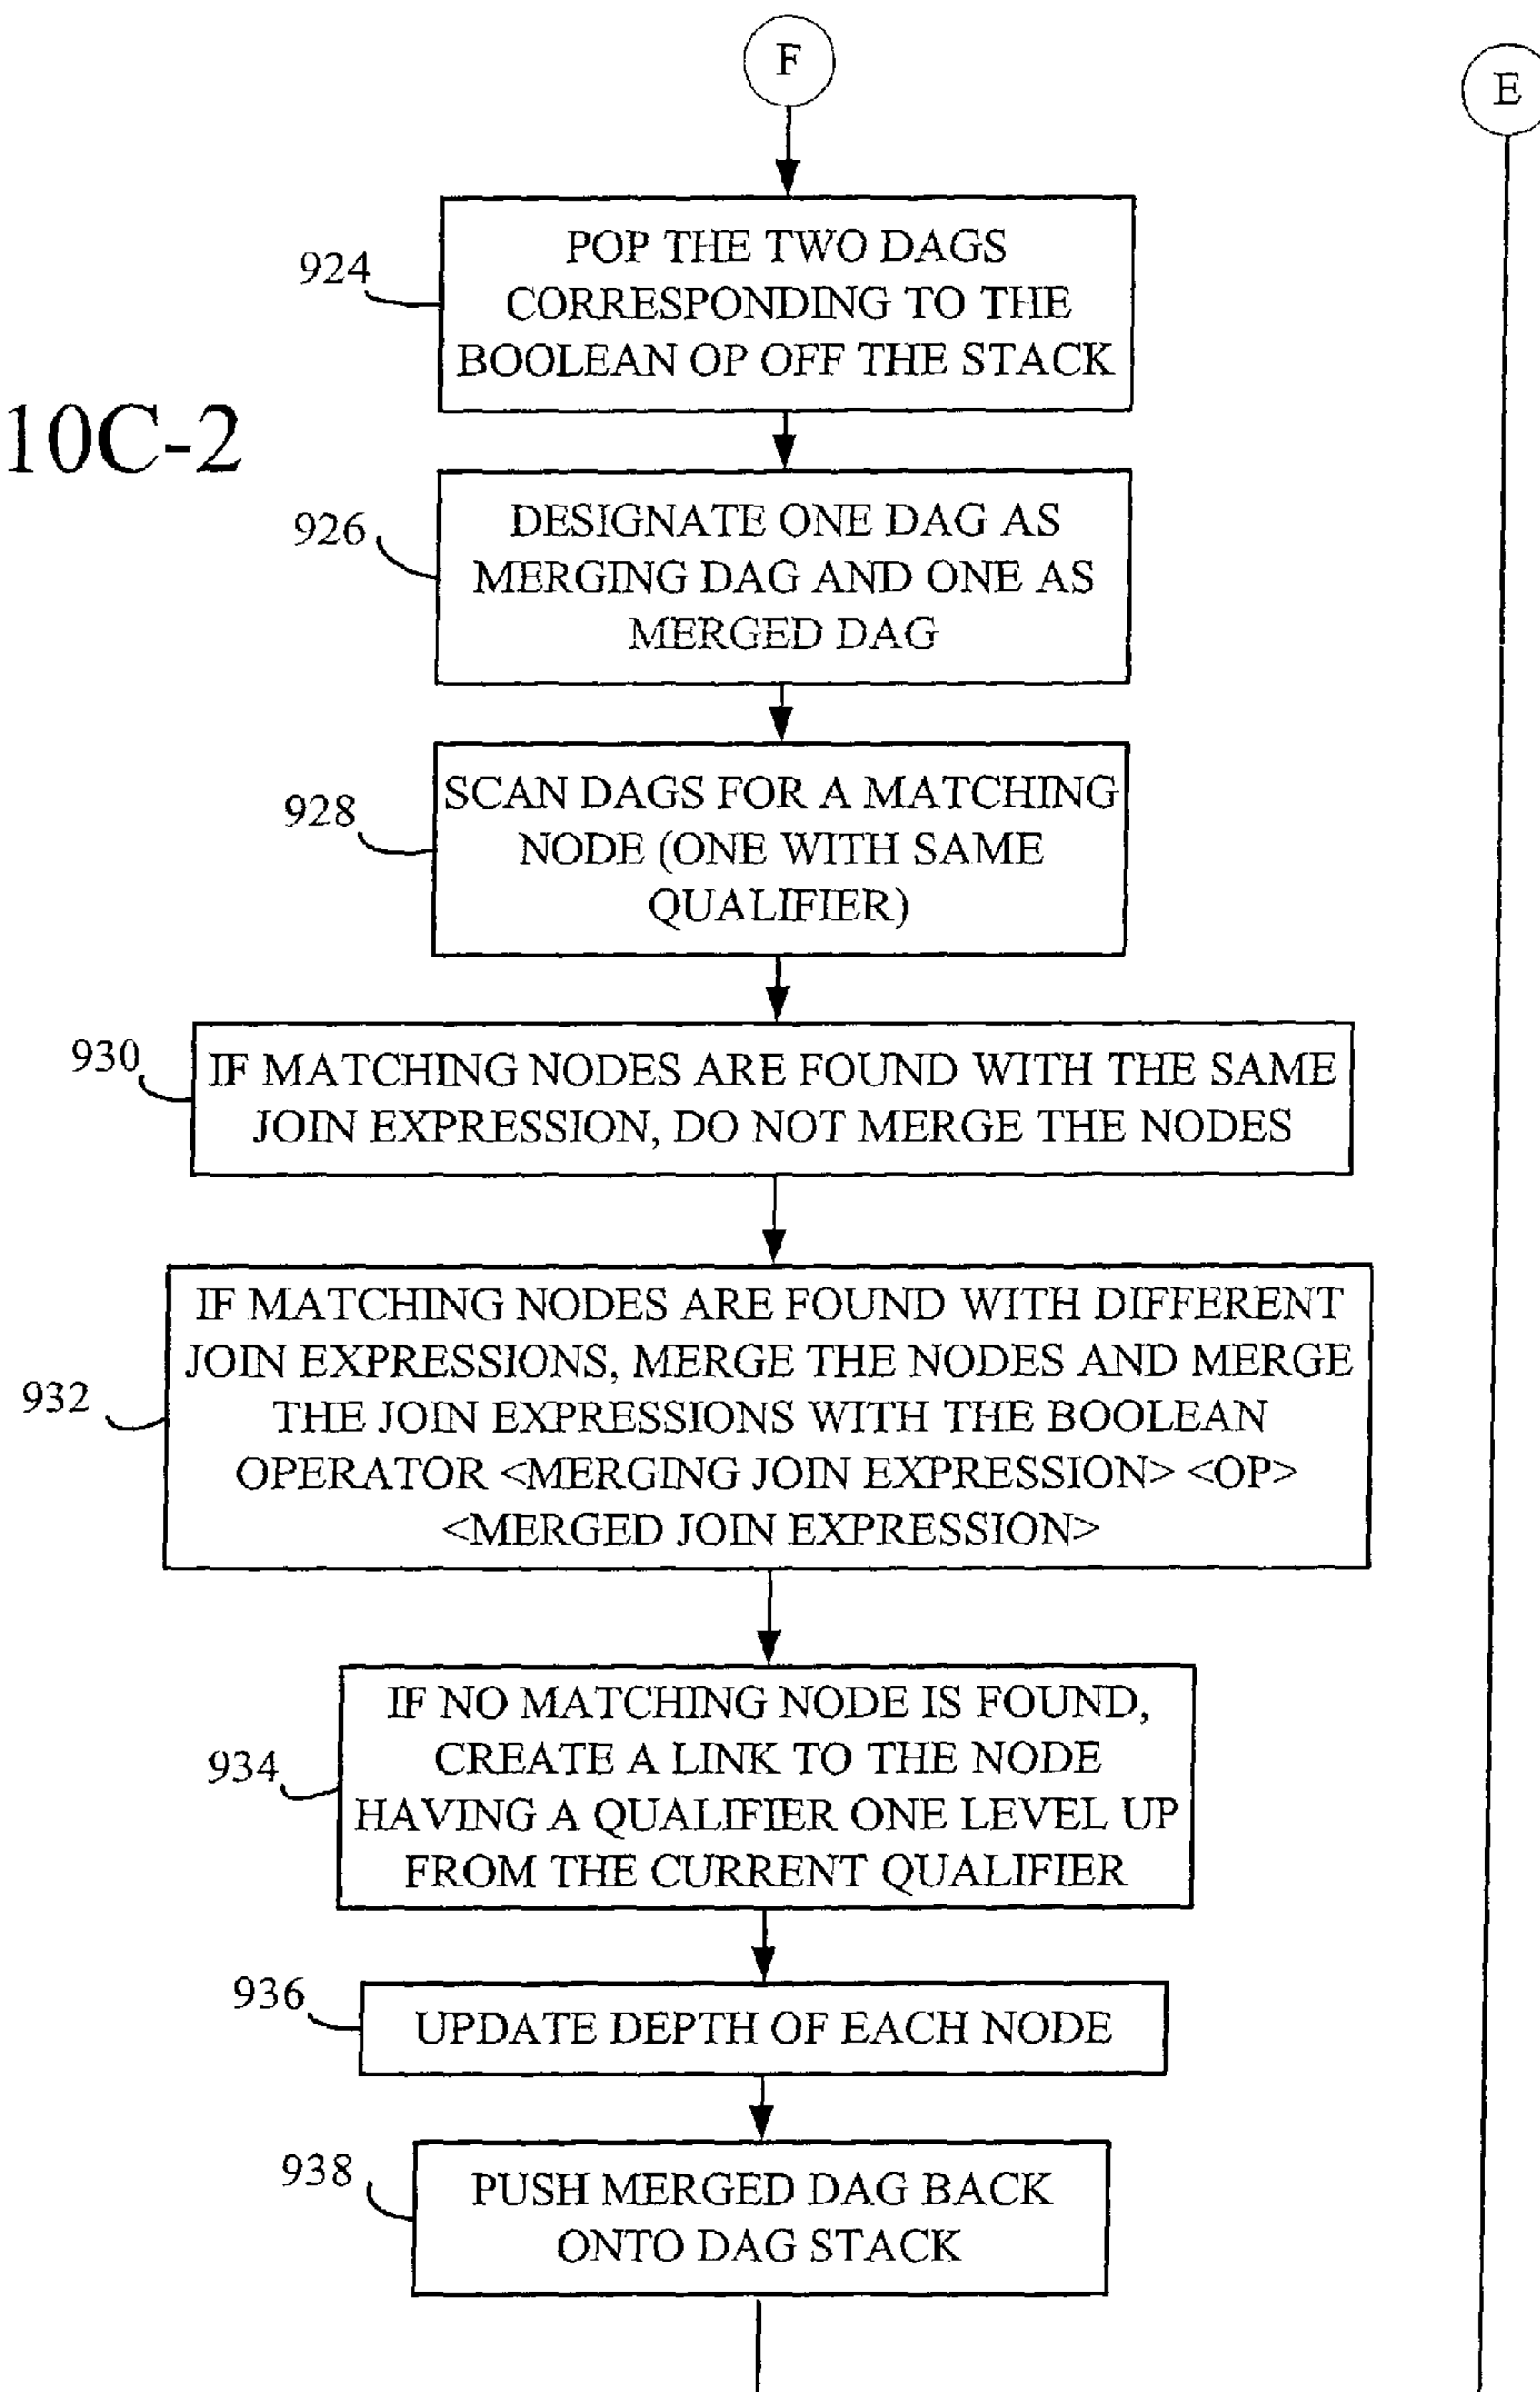 F
E
924
POP THE TWO DAGS
CORRESPONDING TO THE
BOOLEAN OP OFF THE STACK
10C-2
926
DESIGNATE ONE DAG AS
MERGING DAG AND ONE AS
MERGED DAG
928
SCAN DAGS FOR A MATCHING
NODE (ONE WITH SAME
QUALIFIER)
930
IF MATCHING NODES ARE FOUND WITH THE SAME
JOIN EXPRESSION, DO NOT MERGE THE NODES
932
IF MATCHING NODES ARE FOUND WITH DIFFERENT
JOIN EXPRESSIONS, MERGE THE NODES AND MERGE
THE JOIN EXPRESSIONS WITH THE BOOLEAN
OPERATOR <MERGING JOIN EXPRESSION> <OP>
<MERGED JOIN EXPRESSION>
934
IF NO MATCHING NODE IS FOUND,
CREATE A LINK TO THE NODE
HAVING A QUALIFIER ONE LEVEL UP
FROM THE CURRENT QUALIFIER
936
UPDATE DEPTH OF EACH NODE
938
PUSH MERGED DAG BACK
ONTO DAG STACK